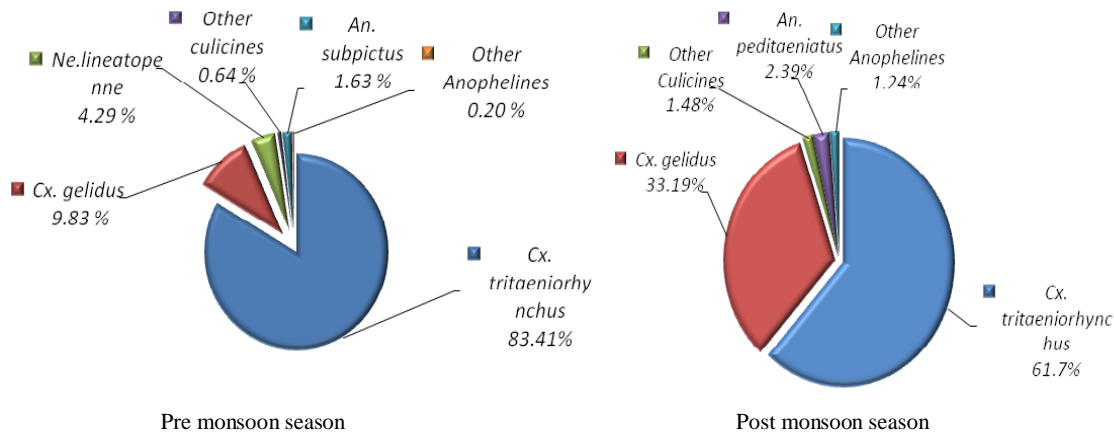 Other
culicines
0.64 %
An.
subpictus
1.63 %
Other
Anophelines
0.20 %
Ne.lineatope
nne
4.29 %
Cx. gelidus
9.83 %
Cx.
tritaeniorhy
nchus
83.41%
Pre monsoon season
An.
peditaeniatus
2.39%
Other
Anophelines
1.24%
Other
Culicines
1.48%
Cx. gelidus
33.19%
Cx.
tritaeniorhync
hus
61.7%
Post monsoon season